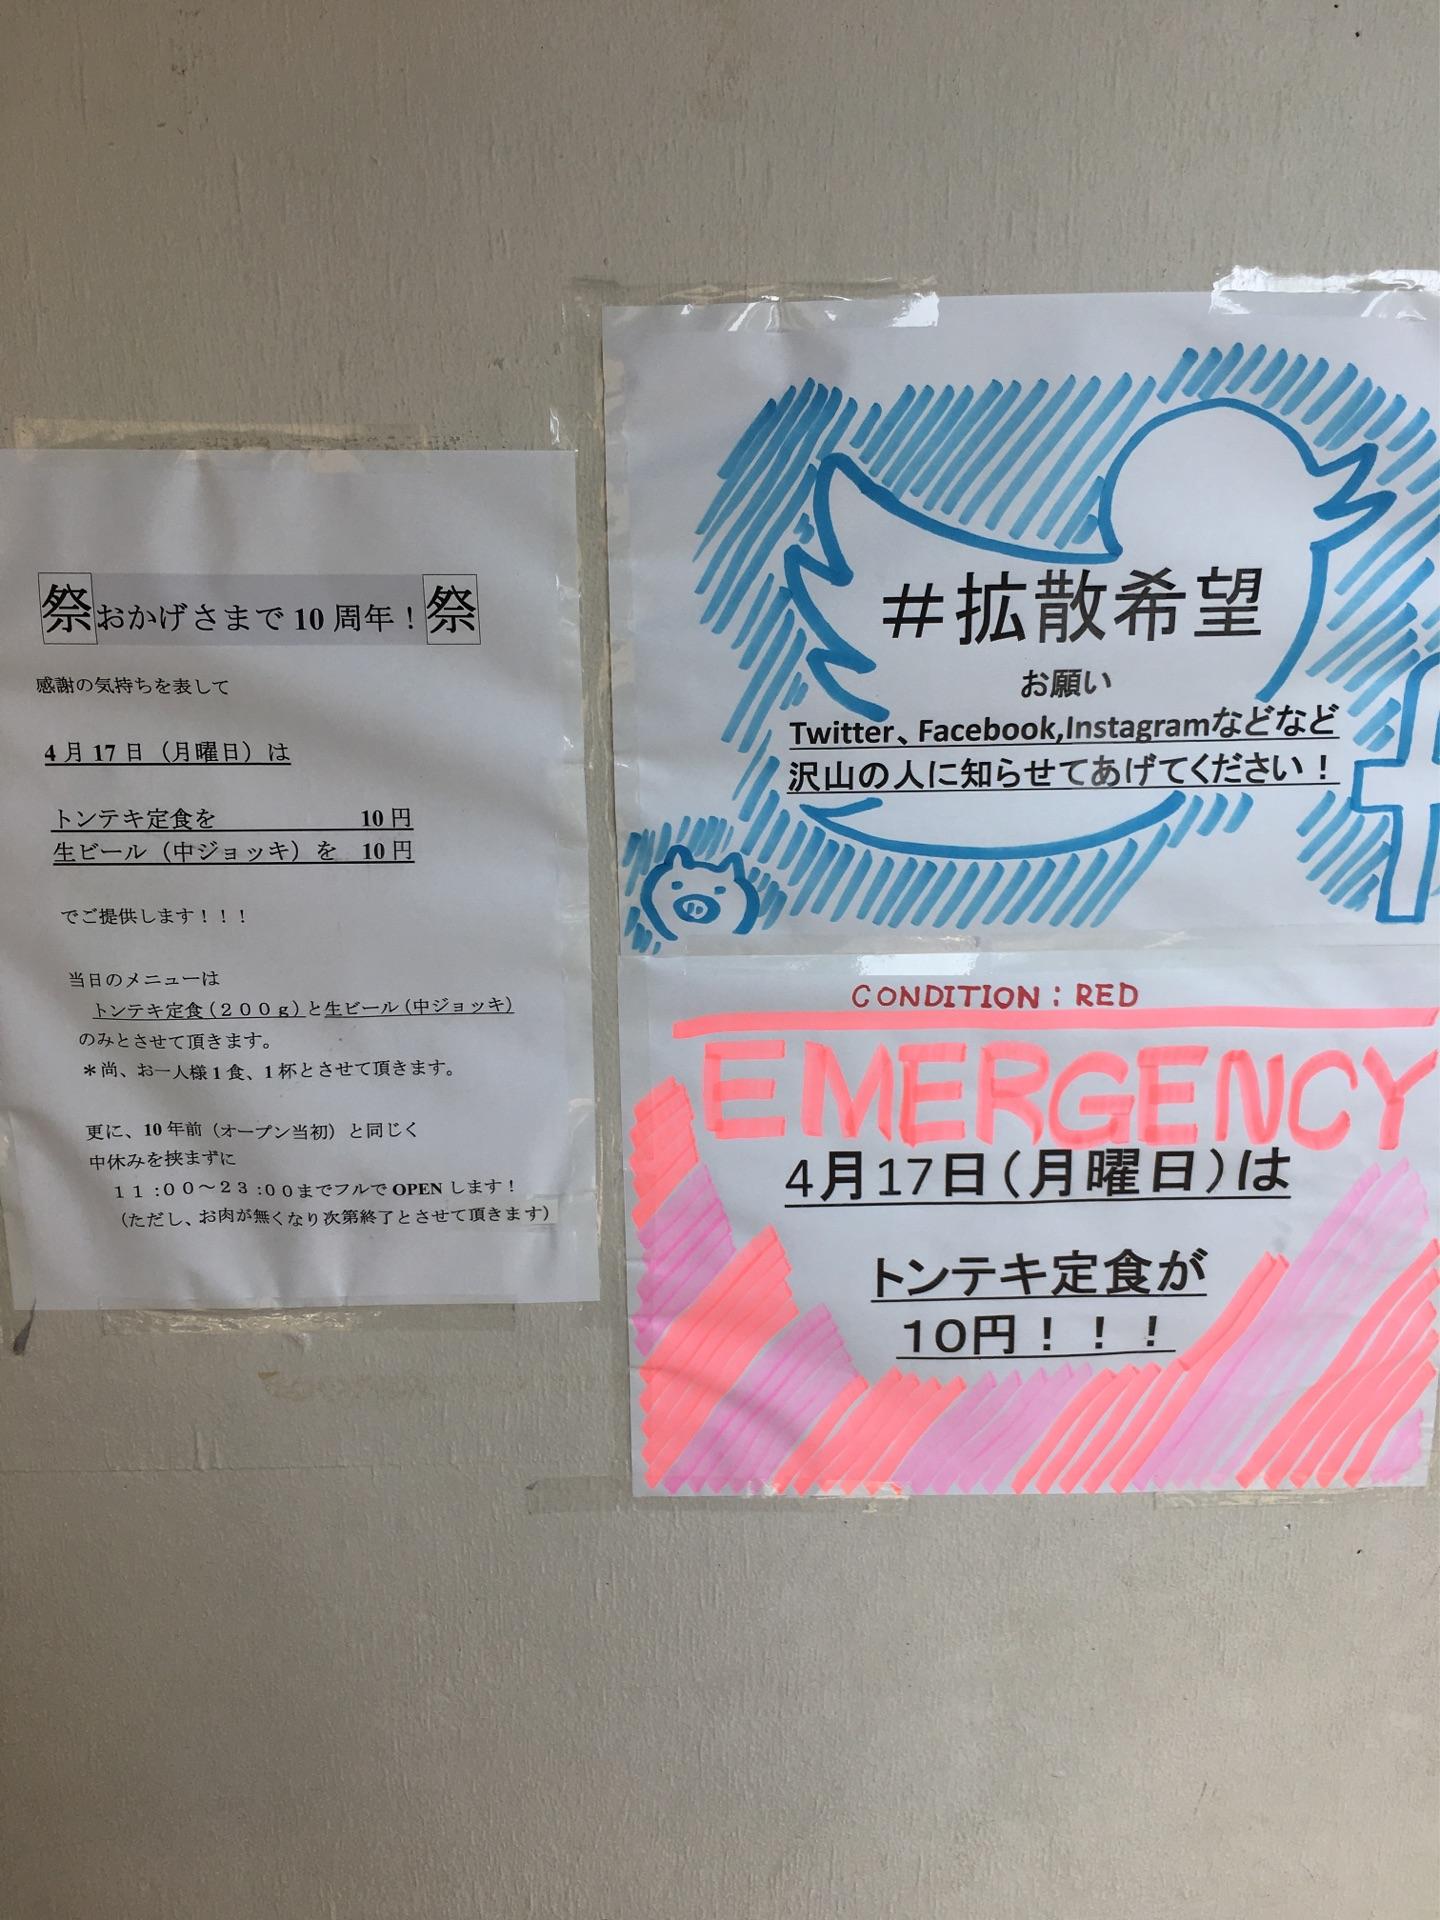 祭おかげさまで10周年！祭
感謝の気持ちを表して
4月17日（月曜日）は
トンテキ定食を 10円
生ビール（中ジョッキ）を 10円
でご提供します！！！
当日のメニューは
トンテキ定食（２００ｇ）と生ビール（中ジョッキ）
のみとさせて頂きます。
＊尚、お一人様1食、1杯とさせて頂きます。
更に、10年前（オープン当初）と同じく
中休みを挟まずに
１１:００～２３:００までフルでOPENします！
（ただし、お肉が無くなり次第終了とさせて頂きます）
＃拡散希望
お願い
Twitter、Facebook,Instagramなどなど
沢山の人に知らせてあげてください！
CONDITION：RED
EMERGENCY
4月17日（月曜日）は
トンテキ定食が
10円！！！